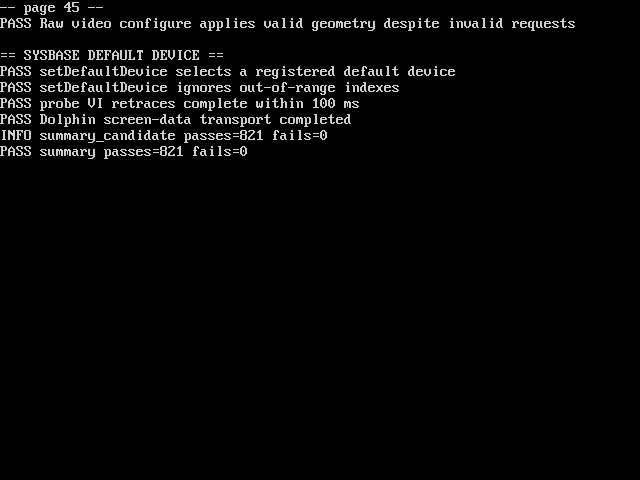 -- page 45 --
PASS Raw video configure applies valid geometry despite invalid requests
== SYSBASE DEFAULT DEVICE ==
PASS setDefaultDevice selects a registered default device
PASS setDefaultDevice ignores out-of-range indexes
PASS probe VI retraces complete within 100 ms
PASS Dolphin screen-data transport completed
INFO summary_candidate passes=821 fails=0
PASS summary passes=821 fails=0